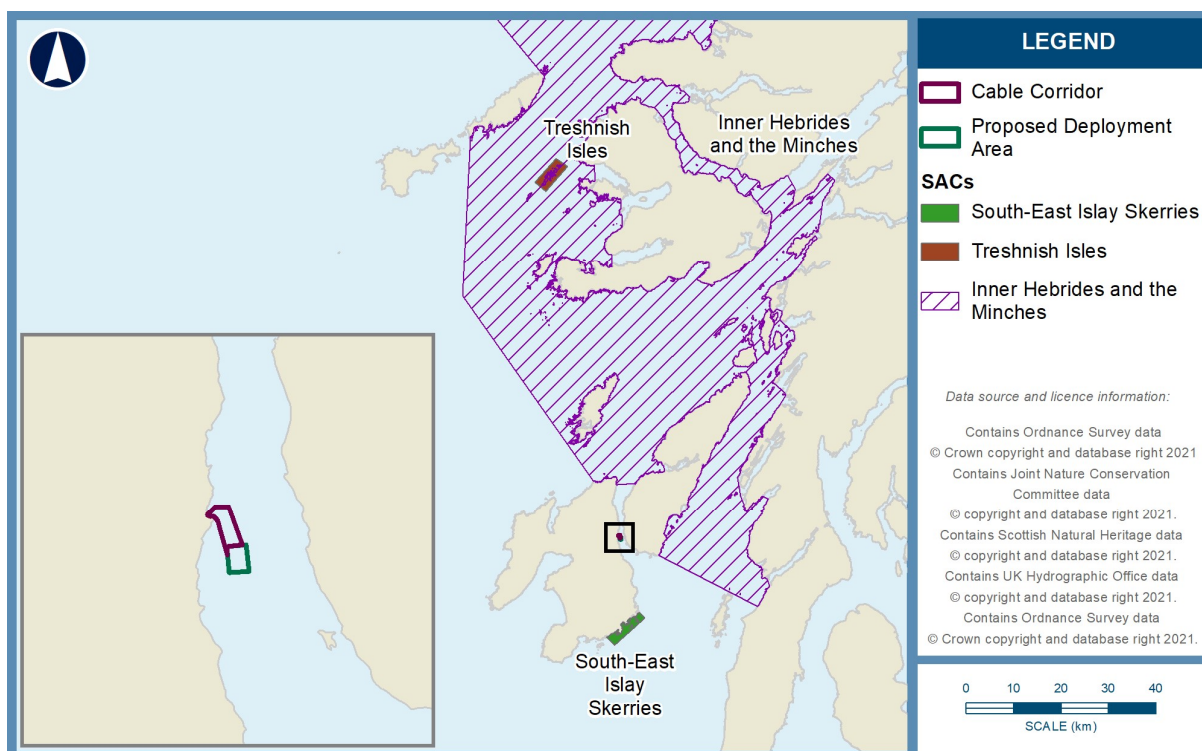 Treshnish
Isles
Inner Hebrides
and the Minches
South-East
Islay
Skerries
LEGEND
Cable Corridor
Proposed Deployment
Area
SACs
South-East Islay Skerries
Treshnish Isles
Inner Hebrides and the
Minches
Data source and licence information:
Contains Ordnance Survey data
© Crown copyright and database right 2021
Contains Joint Nature Conservation
Committee data
© copyright and database right 2021.
Contains Scottish Natural Heritage data
© copyright and database right 2021.
Contains UK Hydrographic Office data
© copyright and database right 2021.
Contains Ordnance Survey data
© Crown copyright and database right 2021.
0 10 20 30 40
SCALE (km)